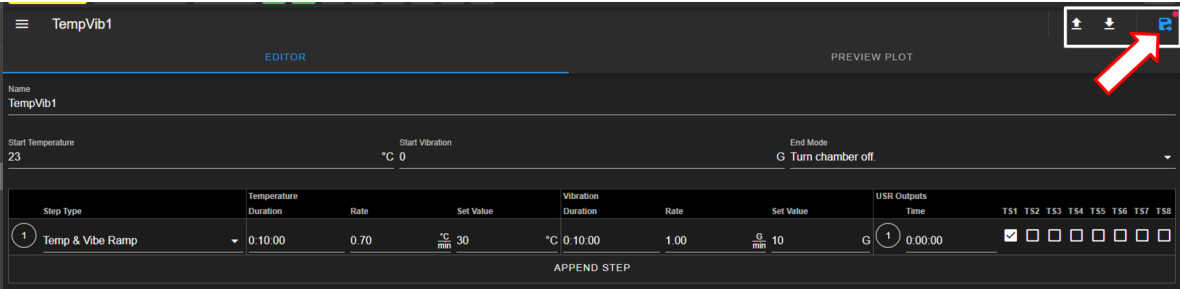 TempVib1
EDITOR PREVIEW PLOT
Name
TempVib1
Start Temperature Start Vibration End Mode
23 °C 0 G Turn chamber off.
Temperature Vibration USR Outputs
Step Type Duration Rate Set Value Duration Rate Set Value Time TS1 TS2 TS3 TS4 TS5 TS6 TS7 TS8
1 Temp & Vibe Ramp 0:10:00 0.70 °C/min 30 °C 0:10:00 1.00 G/min 10 G 1 0:00:00
APPEND STEP